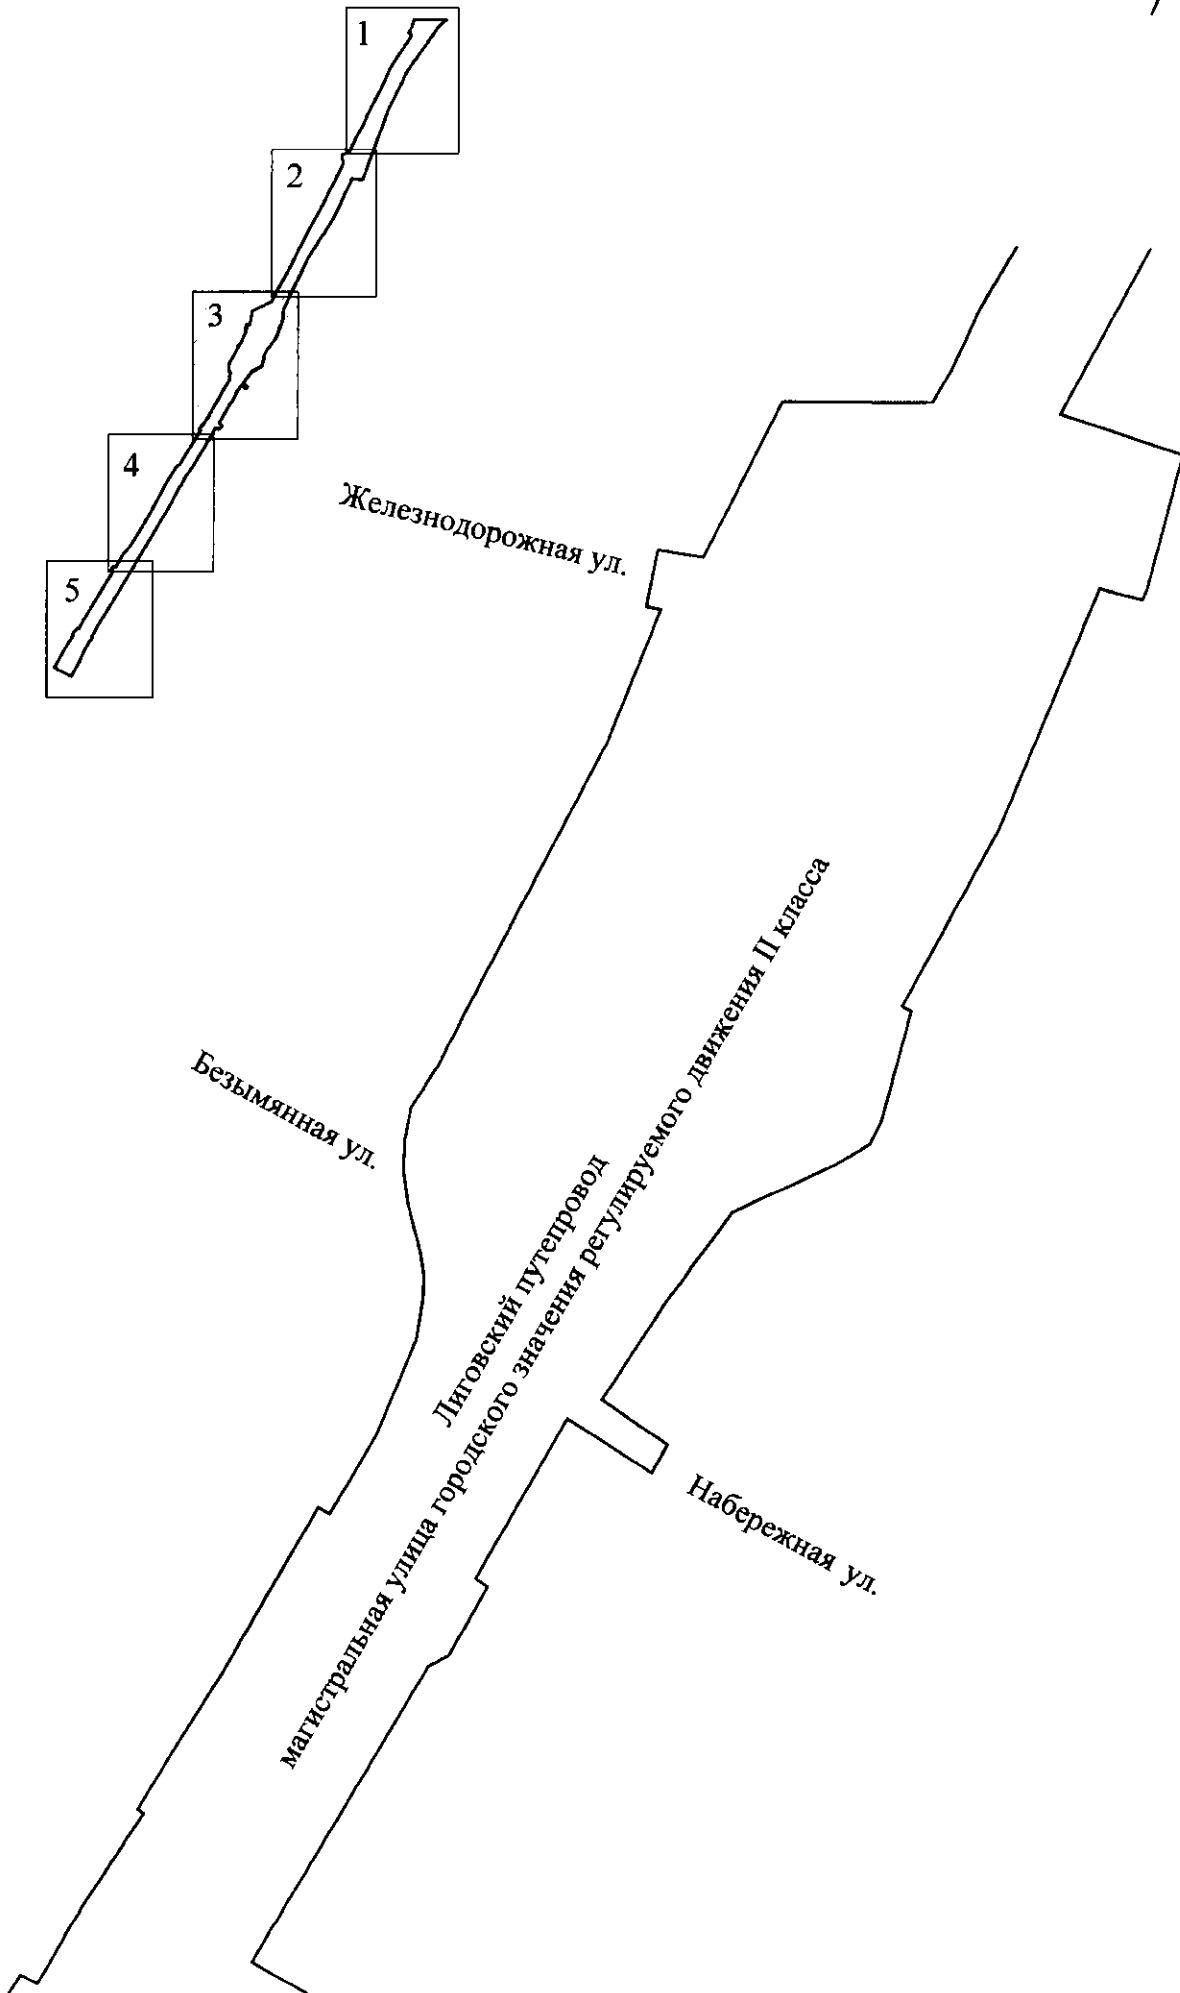 1
2
3
4
5
Железнодорожная ул.
Безымянная ул.
Лиговский путепровод
магистральная улица городского значения регулируемого движения II класса
Набережная ул.